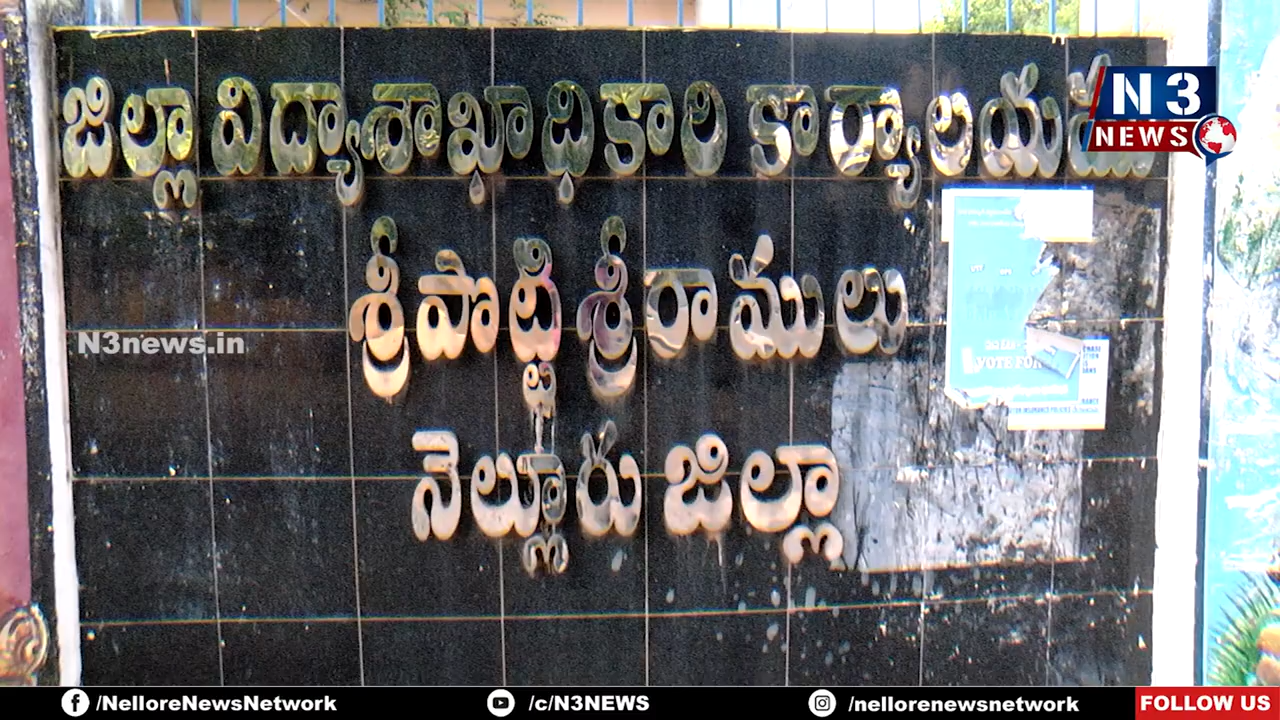 జిల్లా విద్యాశాఖాధికారి కార్యాలయము
N3
NEWS
శ్రీపొట్టి శ్రీరాములు
N3news.in
VOTE FOR
నెల్లూరు జిల్లా
/NelloreNewsNetwork
/c/N3NEWS
/nellorenewsnetwork
FOLLOW US